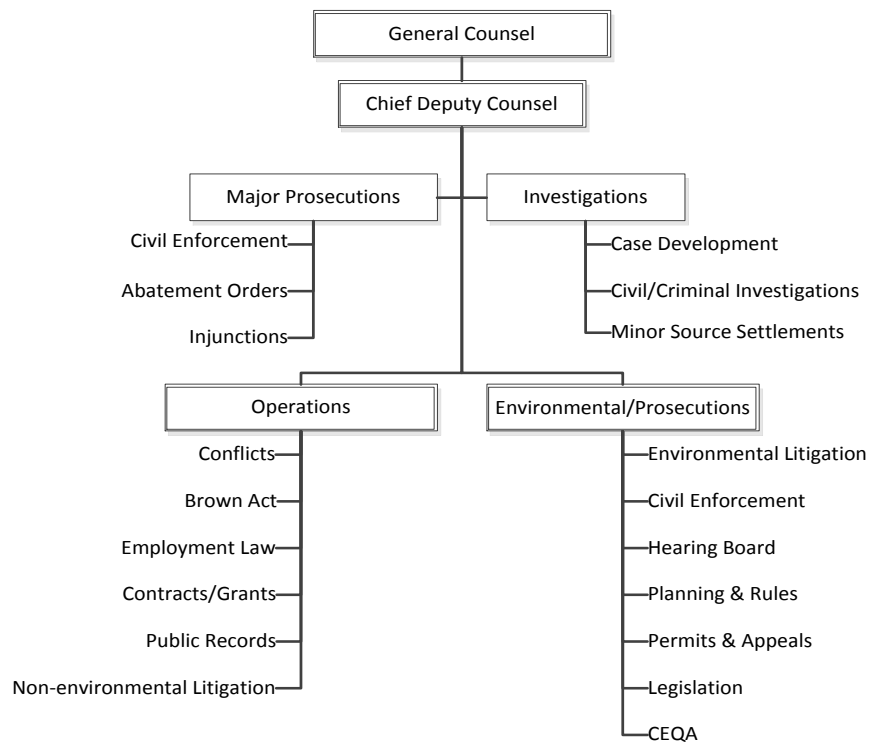 General Counsel
Chief Deputy Counsel
Major Prosecutions
Civil Enforcement
Abatement Orders
Injunctions
Investigations
Case Development
Civil/Criminal Investigations
Minor Source Settlements
Operations
Conflicts
Brown Act
Employment Law
Contracts/Grants
Public Records
Non-environmental Litigation
Environmental/Prosecutions
Environmental Litigation
Civil Enforcement
Hearing Board
Planning & Rules
Permits & Appeals
Legislation
CEQA